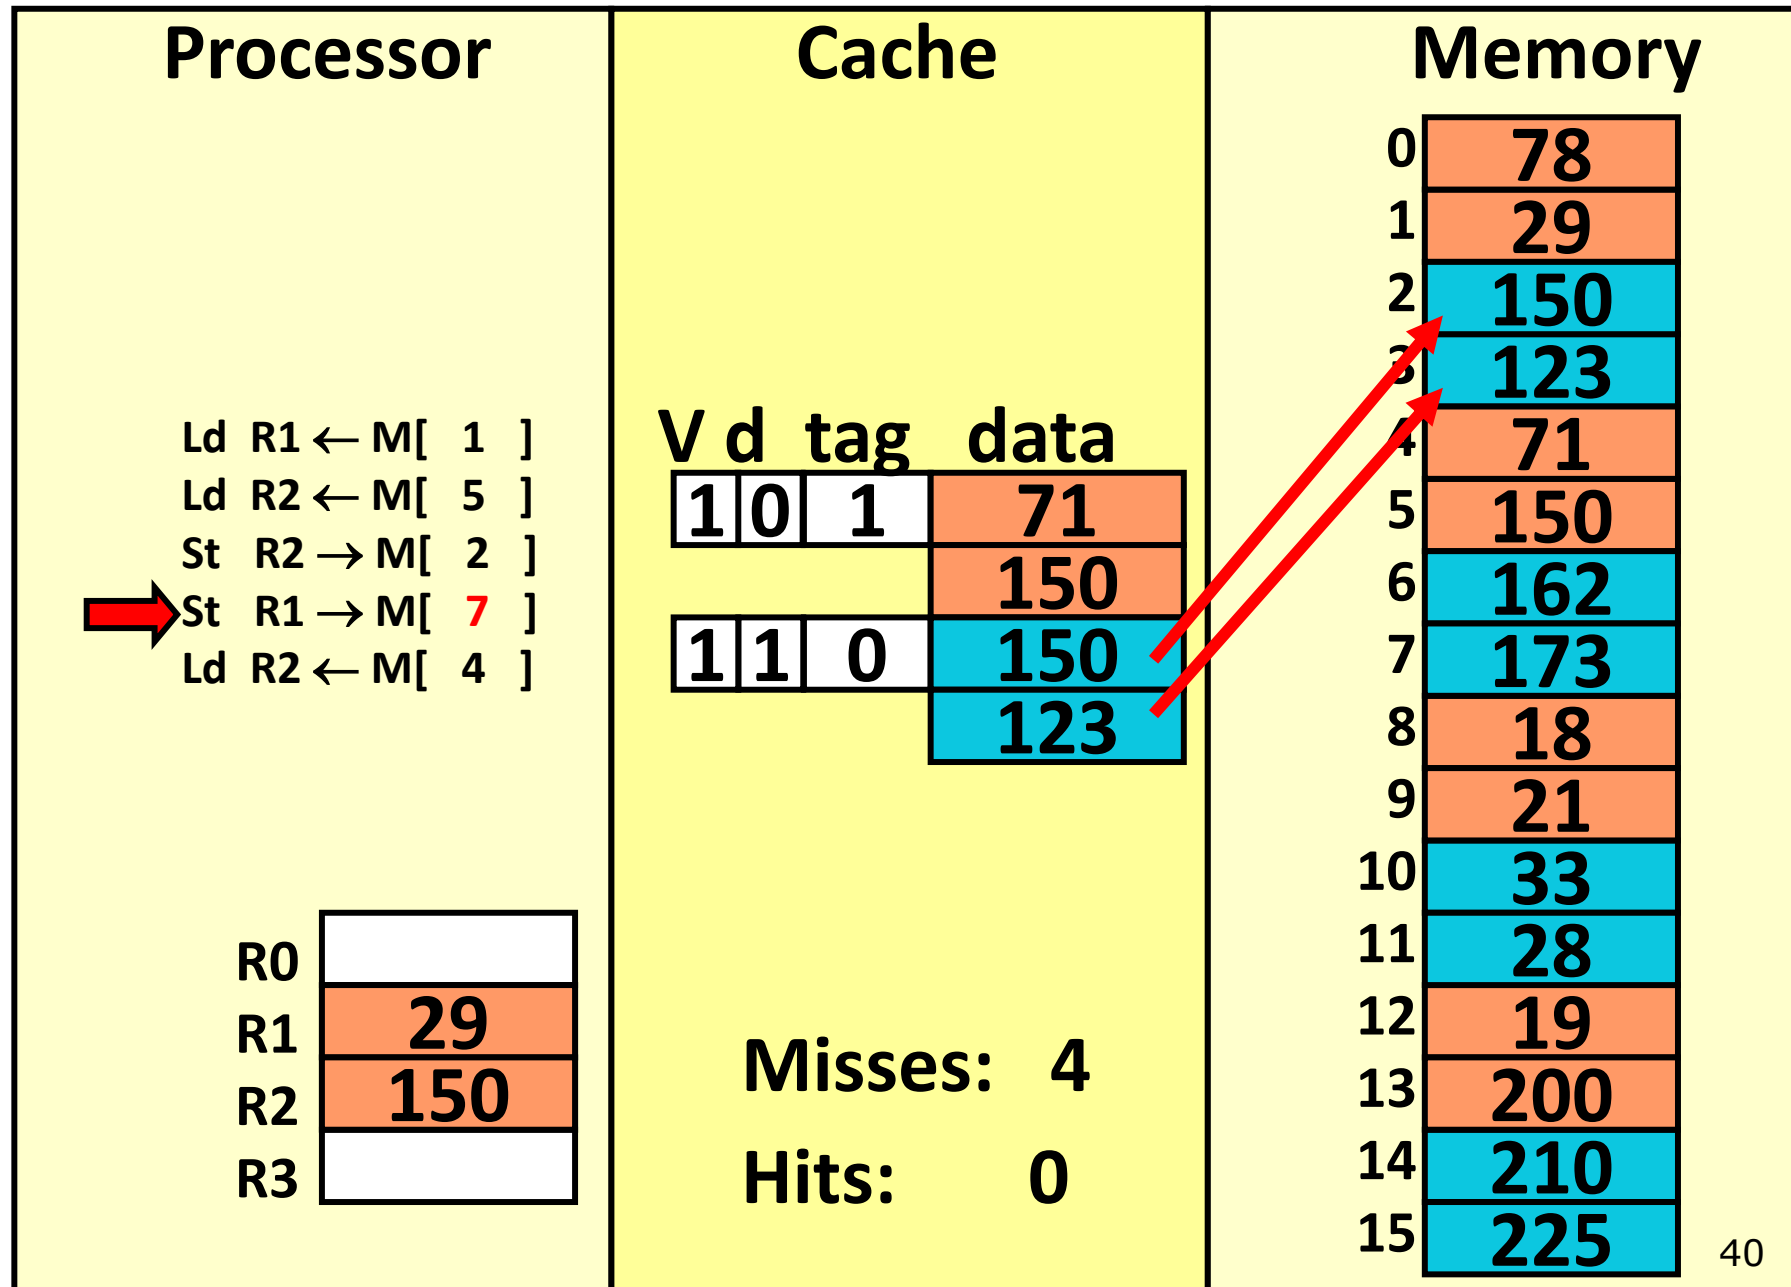 Processor
Ld R1 ← M[ 1 ]
Ld R2 ← M[ 5 ]
St R2 → M[ 2 ]
St R1 → M[ 7 ]
Ld R2 ← M[ 4 ]
R0
R1 29
R2 150
R3
Cache
V d tag data
1 0 1 71
150
1 1 0 150
123
Misses: 4
Hits: 0
Memory
0 78
1 29
2 150
3 123
4 71
5 150
6 162
7 173
8 18
9 21
10 33
11 28
12 19
13 200
14 210
15 225
40